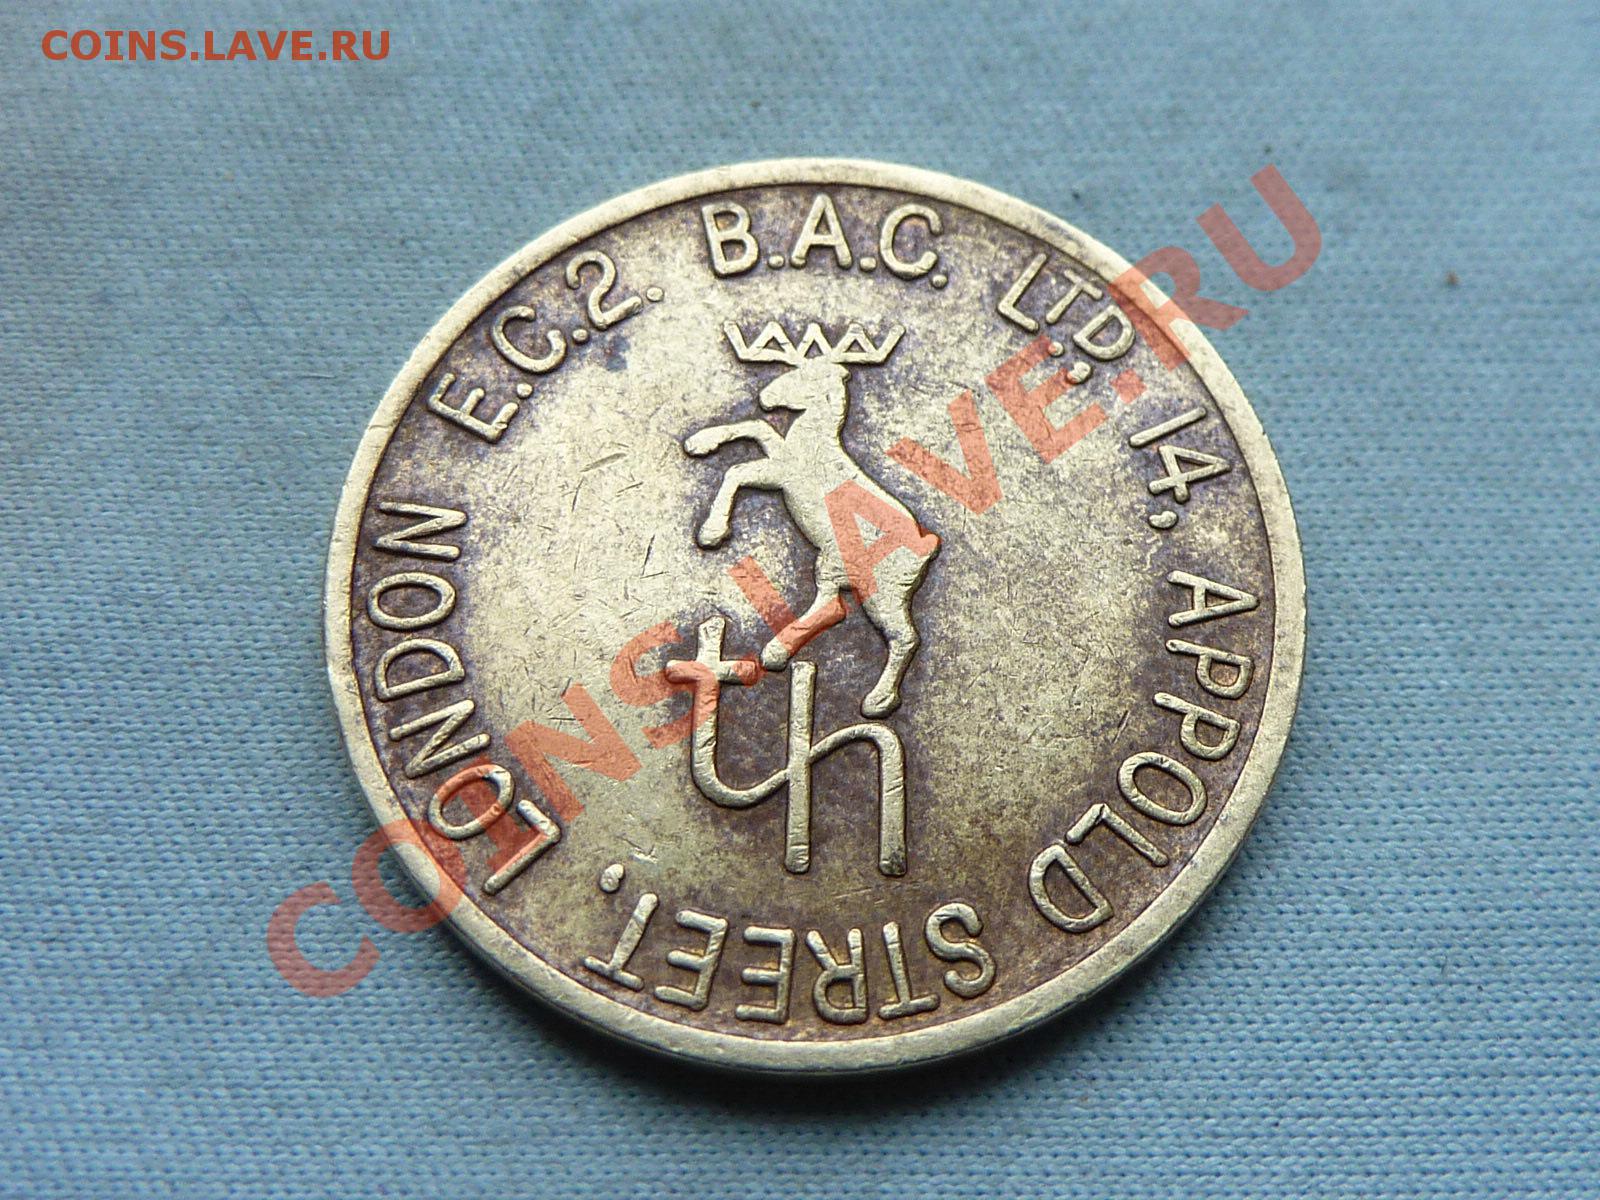 COINS.LAVE.RU
B.A.C. LTD, 14, APPOLD STREET, LONDON E.C.2.
th
COINS.LAVE.RU